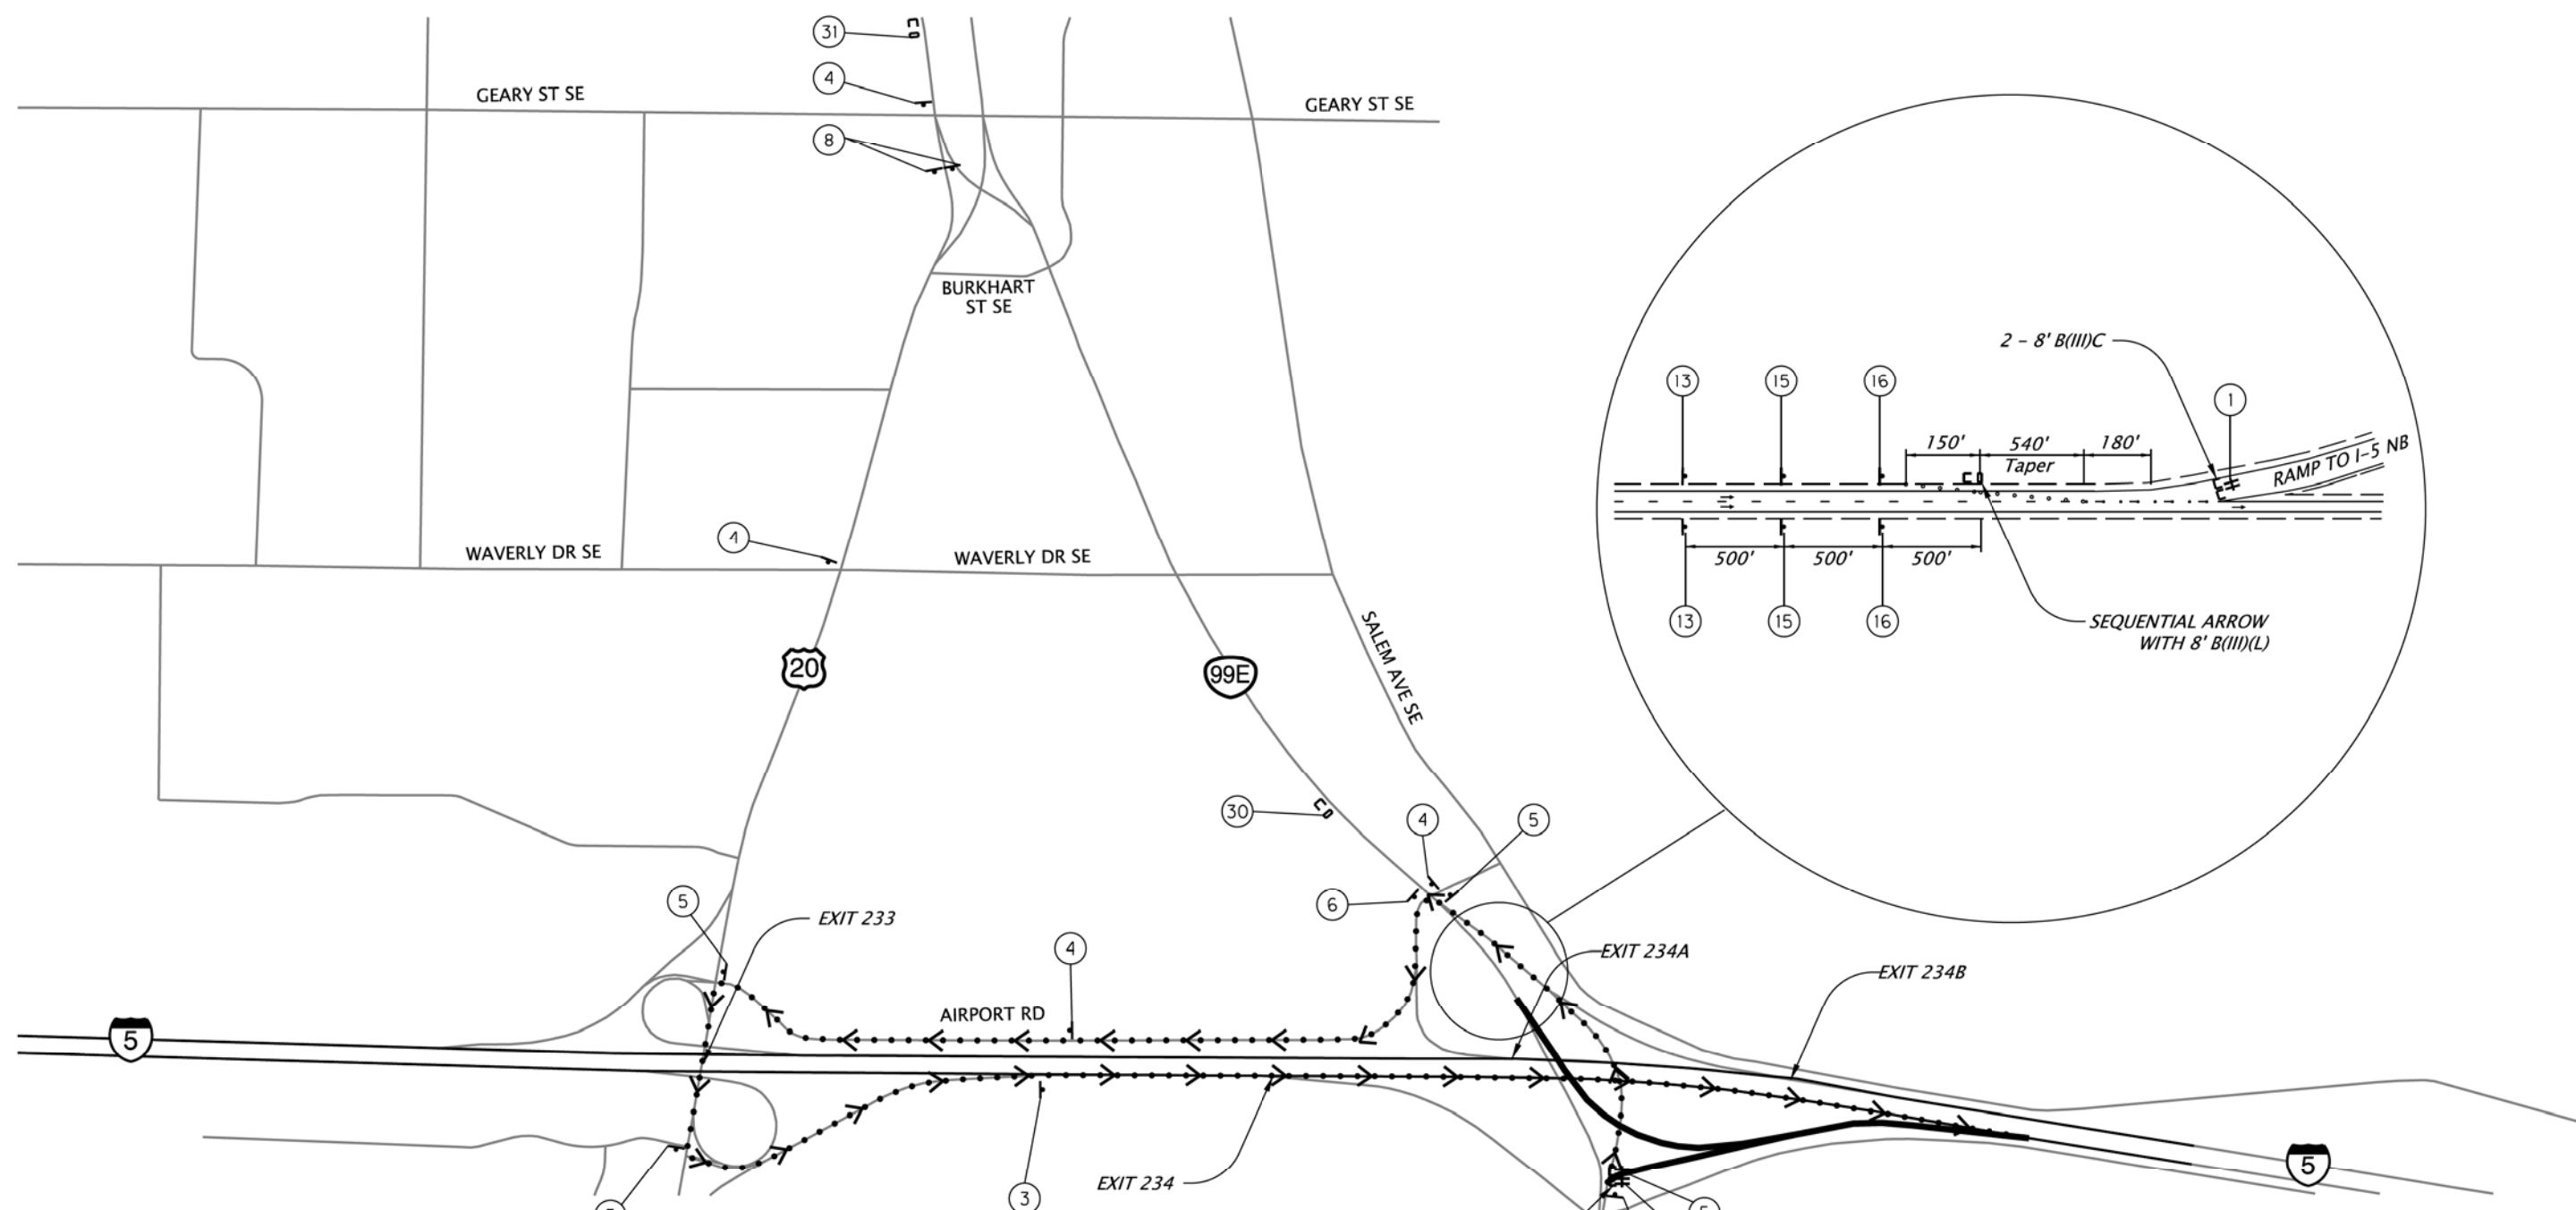 31
4
GEARY ST SE
GEARY ST SE
8
BURKHART
ST SE
2 - 8' B(III)C
13
15
16
1
150'
540'
180'
Taper
RAMP TO I-5 NB
500'
500'
500'
13
15
16
SEQUENTIAL ARROW
WITH 8' B(III)(L)
4
WAVERLY DR SE
WAVERLY DR SE
20
99E
SALEM AVE SE
30
4
5
6
5
EXIT 233
4
EXIT 234A
EXIT 234B
AIRPORT RD
5
EXIT 234
3
5
5